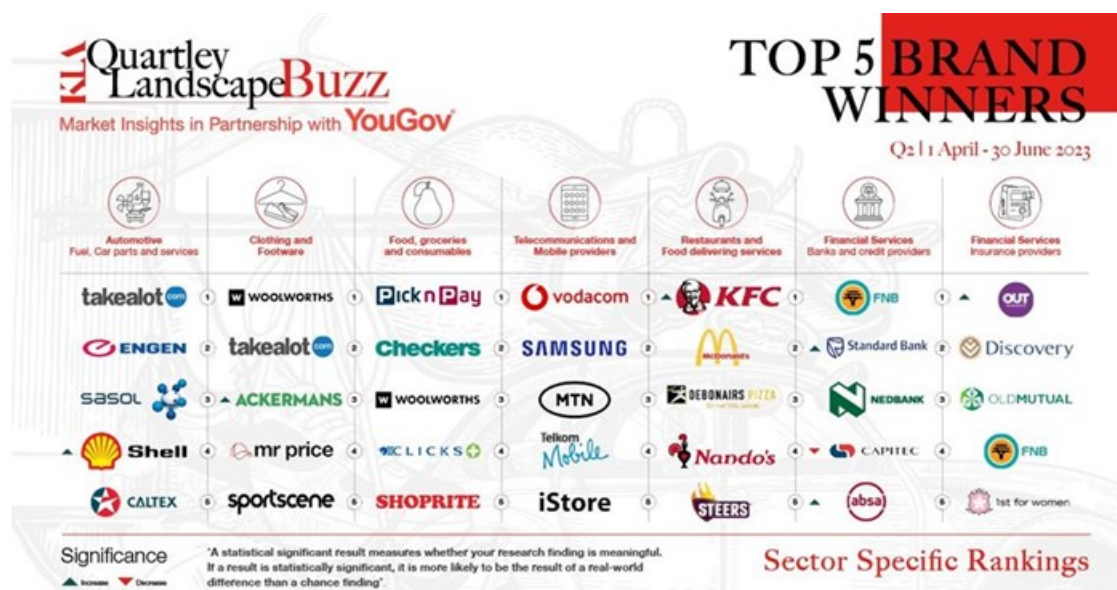 KLA Quartley
Landscape Buzz
Market Insights in Partnership with YouGov
TOP 5 BRAND
WINNERS
Q2 | 1 April - 30 June 2023
Automotive
Fuel, Car parts and services
Clothing and
Footware
Food, groceries
and consumables
Telecommunications and
Mobile providers
Restaurants and
Food delivering services
Financial Services
Banks and credit providers
Financial Services
Insurance providers
takealot com 1 W WOOLWORTHS 1 Pick n Pay 1 vodacom 1 KFC 1 FNB 1 OUT
ENGEN 2 takealot com 2 Checkers 2 SAMSUNG 2 McDonald's 2 Standard Bank 2 Discovery
sasol 3 ACKERMANS 3 W WOOLWORTHS 3 MTN 3 DEBONAIRS PIZZA 3 NEDBANK 3 OLDMUTUAL
Shell 4 mr price 4 CLICKS 4 Telkom Mobile 4 Nando's 4 CAPITEC 4 FNB
CALTEX 5 sportscene 5 SHOPRITE 5 iStore 5 STEERS 5 absa 5 1st for women
Significance
Increase Decrease
"A statistical significant result measures whether your research finding is meaningful.
If a result is statistically significant, it is more likely to be the result of a real-world
difference than a chance finding".
Sector Specific Rankings